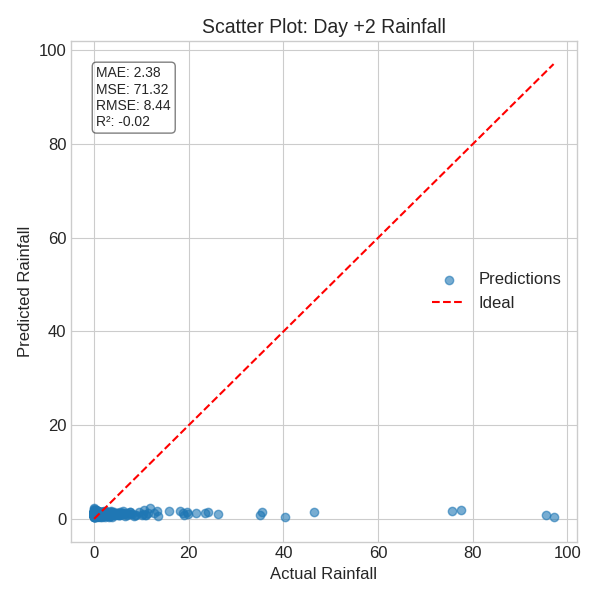 Scatter Plot: Day +2 Rainfall
100
MAE: 2.38
MSE: 71.32
RMSE: 8.44
R²: -0.02
80
60
Predictions
Ideal
40
20
0
Predicted Rainfall
0 20 40 60 80 100
Actual Rainfall